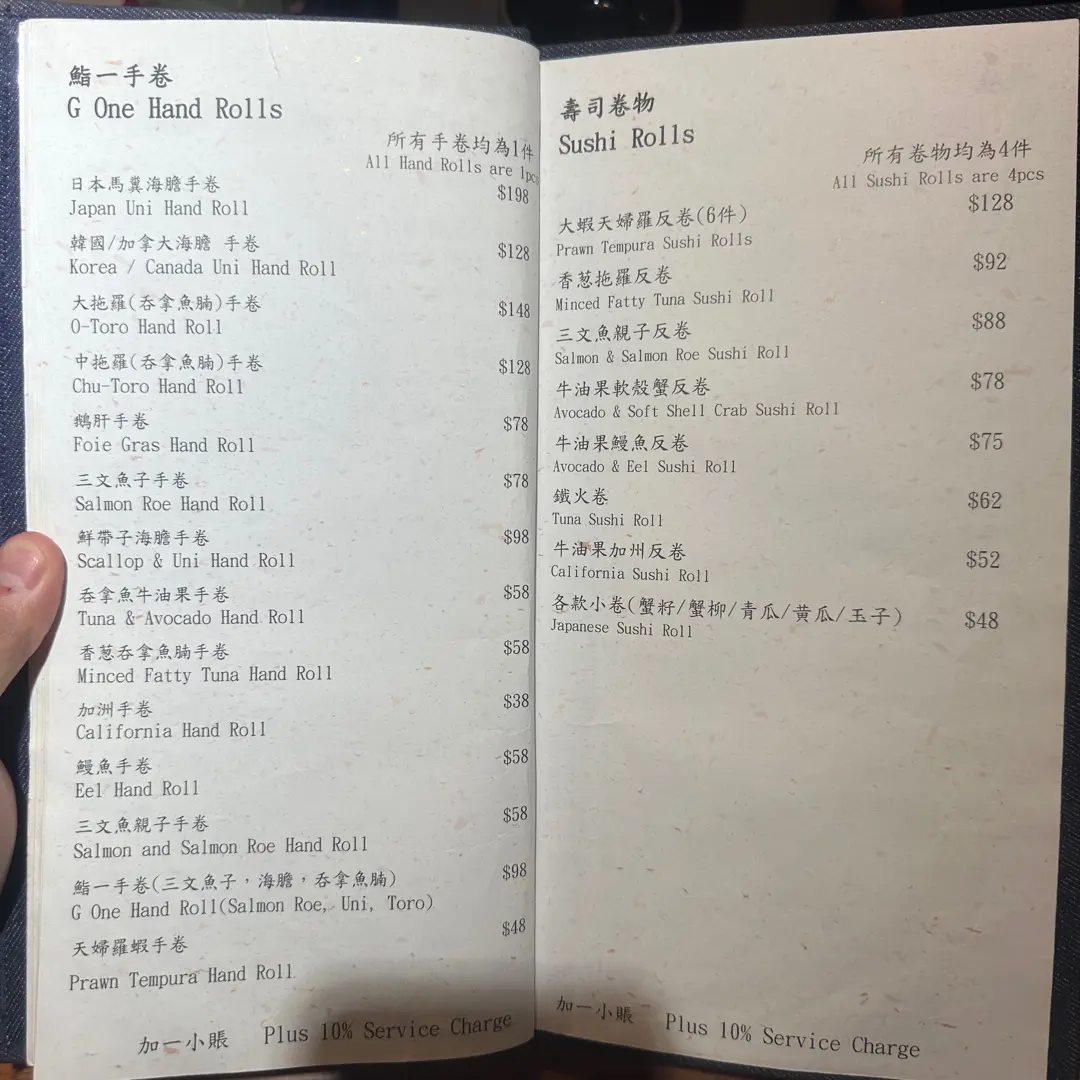 鮨一手卷
G One Hand Rolls
所有手卷均為1件
All Hand Rolls are 1pcs
日本馬糞海膽手卷 $198
Japan Uni Hand Roll
韓國/加拿大海膽 手卷 $128
Korea / Canada Uni Hand Roll
大拖羅(吞拿魚腩)手卷 $148
O-Toro Hand Roll
中拖羅(吞拿魚腩)手卷 $128
Chu-Toro Hand Roll
鵝肝手卷 $78
Foie Gras Hand Roll
三文魚子手卷 $78
Salmon Roe Hand Roll
鮮帶子海膽手卷 $98
Scallop & Uni Hand Roll
吞拿魚牛油果手卷 $58
Tuna & Avocado Hand Roll
香葱吞拿魚腩手卷 $58
Minced Fatty Tuna Hand Roll
加洲手卷 $38
California Hand Roll
鰻魚手卷 $58
Eel Hand Roll
三文魚親子手卷 $58
Salmon and Salmon Roe Hand Roll
鮨一手卷(三文魚子，海膽，吞拿魚腩) $98
G One Hand Roll(Salmon Roe, Uni, Toro)
天婦羅蝦手卷 $48
Prawn Tempura Hand Roll
加一小賬 Plus 10% Service Charge
壽司卷物
Sushi Rolls
所有卷物均為4件
All Sushi Rolls are 4pcs
大蝦天婦羅反卷(6件) $128
Prawn Tempura Sushi Rolls
香葱拖羅反卷 $92
Minced Fatty Tuna Sushi Roll
三文魚親子反卷 $88
Salmon & Salmon Roe Sushi Roll
牛油果軟殼蟹反卷 $78
Avocado & Soft Shell Crab Sushi Roll
牛油果鰻魚反卷 $75
Avocado & Eel Sushi Roll
鐵火卷 $62
Tuna Sushi Roll
牛油果加州反卷 $52
California Sushi Roll
各款小卷(蟹籽/蟹柳/青瓜/黄瓜/玉子) $48
Japanese Sushi Roll
加一小賬 Plus 10% Service Charge